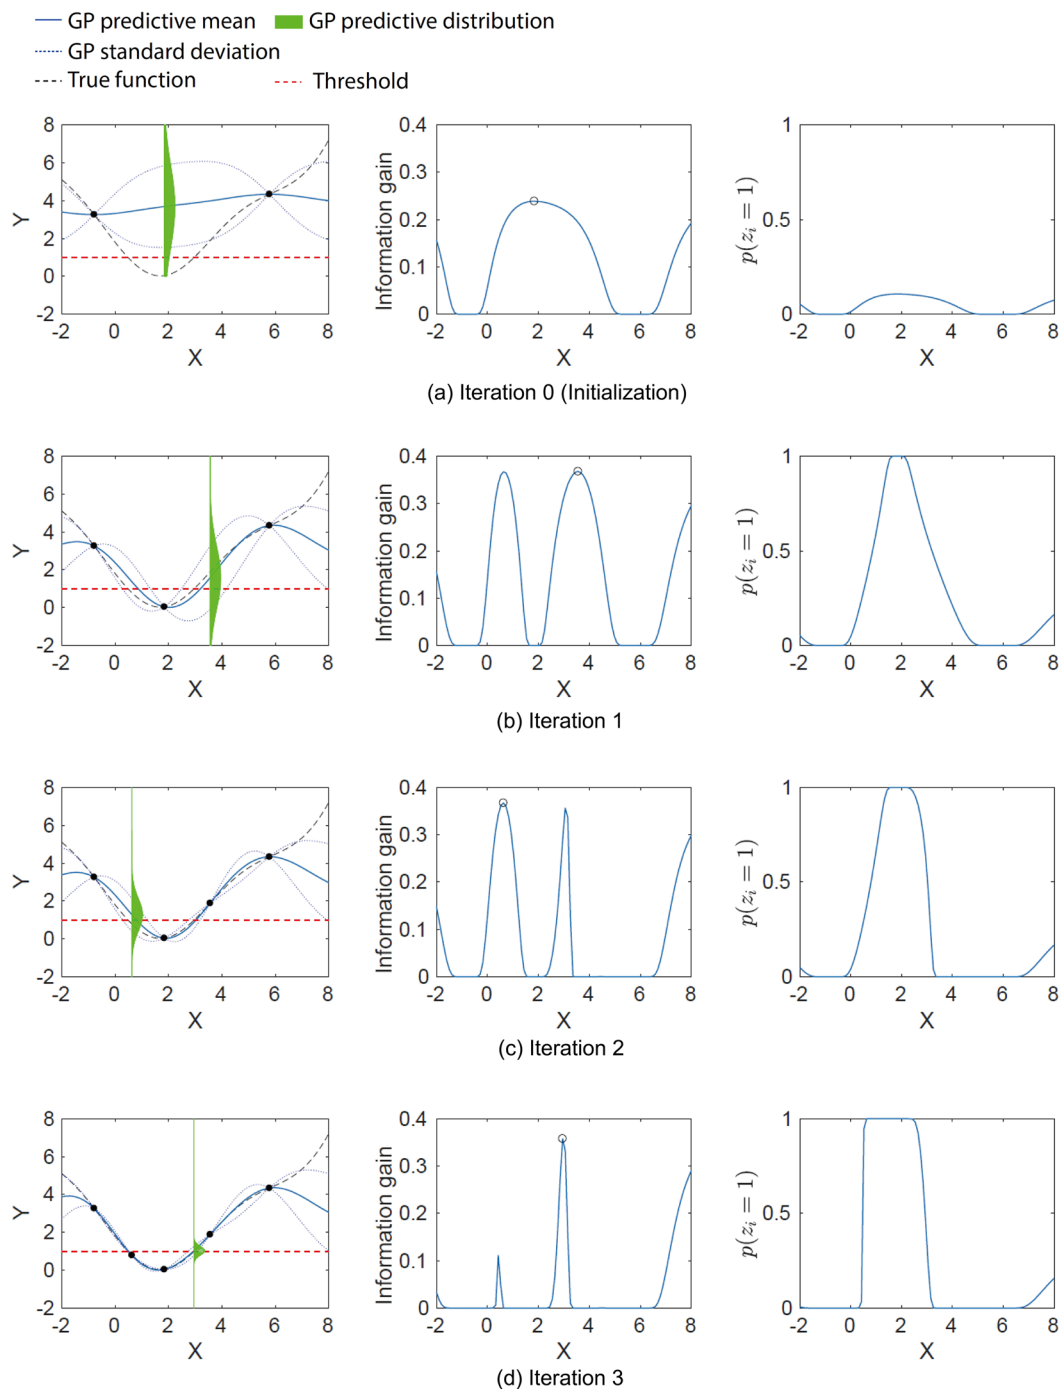 GP predictive mean GP predictive distribution
GP standard deviation
True function Threshold
8
6
4
2
0
-2
-2 0 2 4 6 8
Y
X
0.4
0.3
0.2
0.1
0
-2 0 2 4 6 8
Information gain
X
1
0.5
0
-2 0 2 4 6 8
p(z_i = 1)
X
(a) Iteration 0 (Initialization)
8
6
4
2
0
-2
-2 0 2 4 6 8
Y
X
0.4
0.3
0.2
0.1
0
-2 0 2 4 6 8
Information gain
X
1
0.5
0
-2 0 2 4 6 8
p(z_i = 1)
X
(b) Iteration 1
8
6
4
2
0
-2
-2 0 2 4 6 8
Y
X
0.4
0.3
0.2
0.1
0
-2 0 2 4 6 8
Information gain
X
1
0.5
0
-2 0 2 4 6 8
p(z_i = 1)
X
(c) Iteration 2
8
6
4
2
0
-2
-2 0 2 4 6 8
Y
X
0.4
0.3
0.2
0.1
0
-2 0 2 4 6 8
Information gain
X
1
0.5
0
-2 0 2 4 6 8
p(z_i = 1)
X
(d) Iteration 3